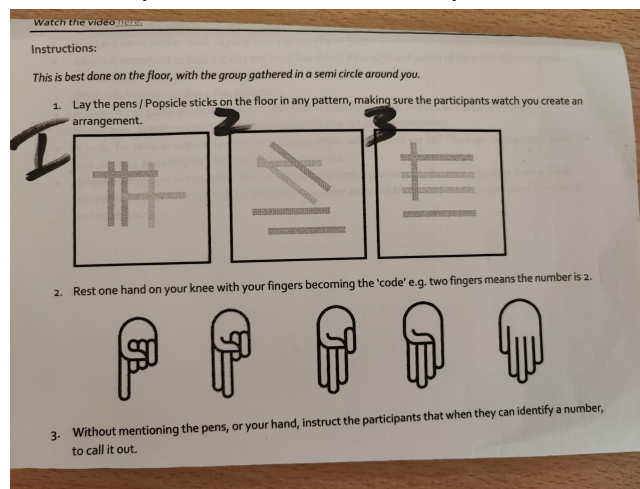 Watch the video here.
Instructions:
This is best done on the floor, with the group gathered in a semi circle around you.
1. Lay the pens / Popsicle sticks on the floor in any pattern, making sure the participants watch you create an
arrangement.
1 2 3
2. Rest one hand on your knee with your fingers becoming the 'code' e.g. two fingers means the number is 2.
3. Without mentioning the pens, or your hand, instruct the participants that when they can identify a number,
to call it out.